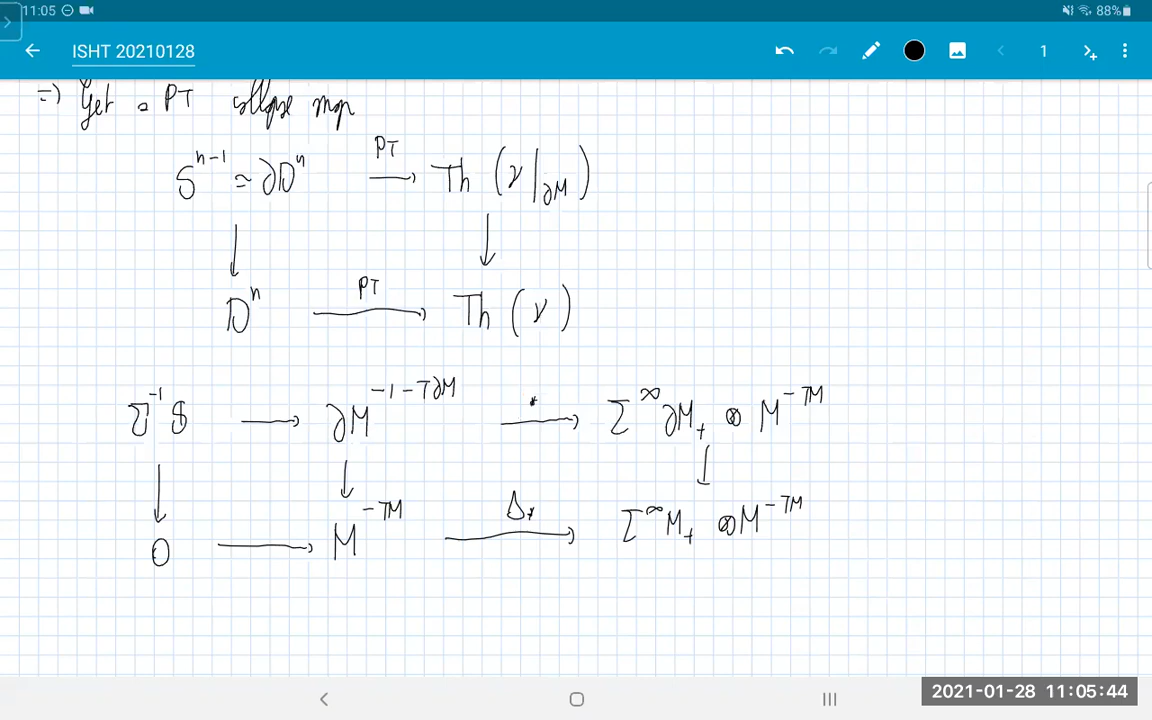 11:05 88%
ISHT 20210128 1
=) Get a PT collapse map
S^{n-1} ≃ ∂D^n PT → Th (ν|_{∂M})
↓ ↓
D^n PT → Th (ν)
Σ^{-1} 𝕊 → ∂M^{-1-T∂M} → Σ^∞ ∂M_+ ⊗ M^{-TM}
↓ ↓ ↓
0 → M^{-TM} Δ_* → Σ^∞ M_+ ⊗ M^{-TM}
2021-01-28 11:05:44